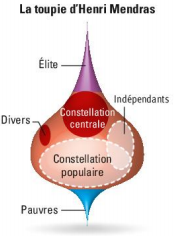 La toupie d'Henri Mendras
Élite
Indépendants
Constellation
centrale
Divers
Constellation
populaire
Pauvres